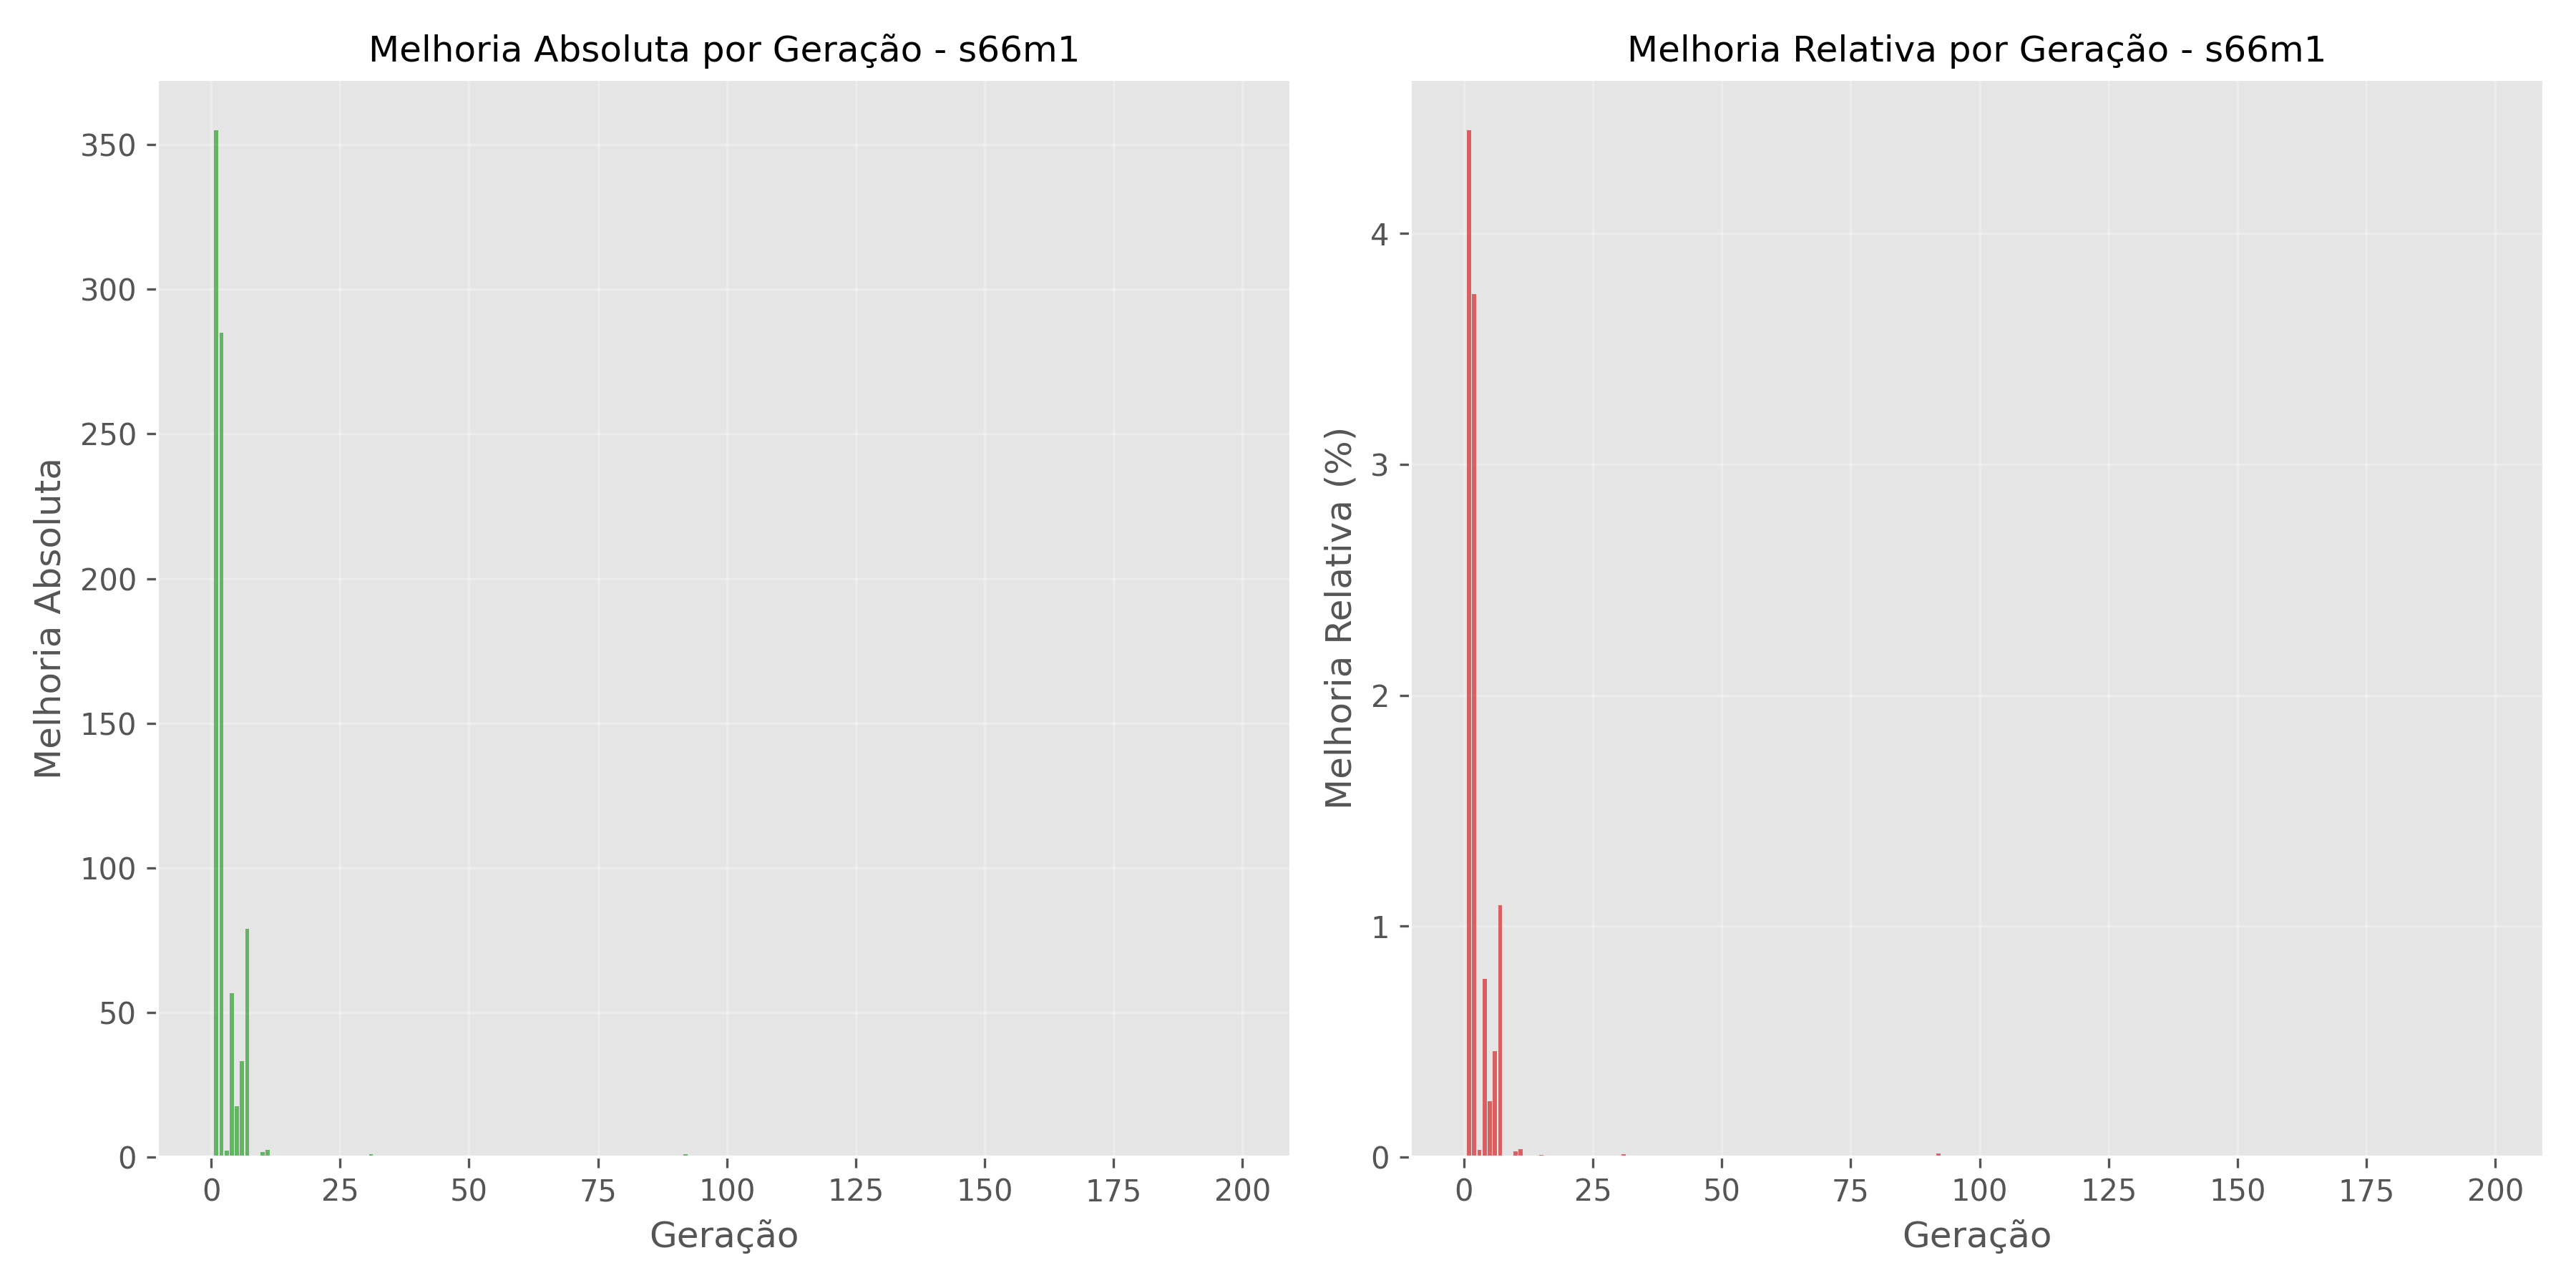 Melhoria Absoluta por Geração - s66m1
Melhoria Absoluta
350
300
250
200
150
100
50
0
0 25 50 75 100 125 150 175 200
Geração
Melhoria Relativa por Geração - s66m1
Melhoria Relativa (%)
4
3
2
1
0
0 25 50 75 100 125 150 175 200
Geração